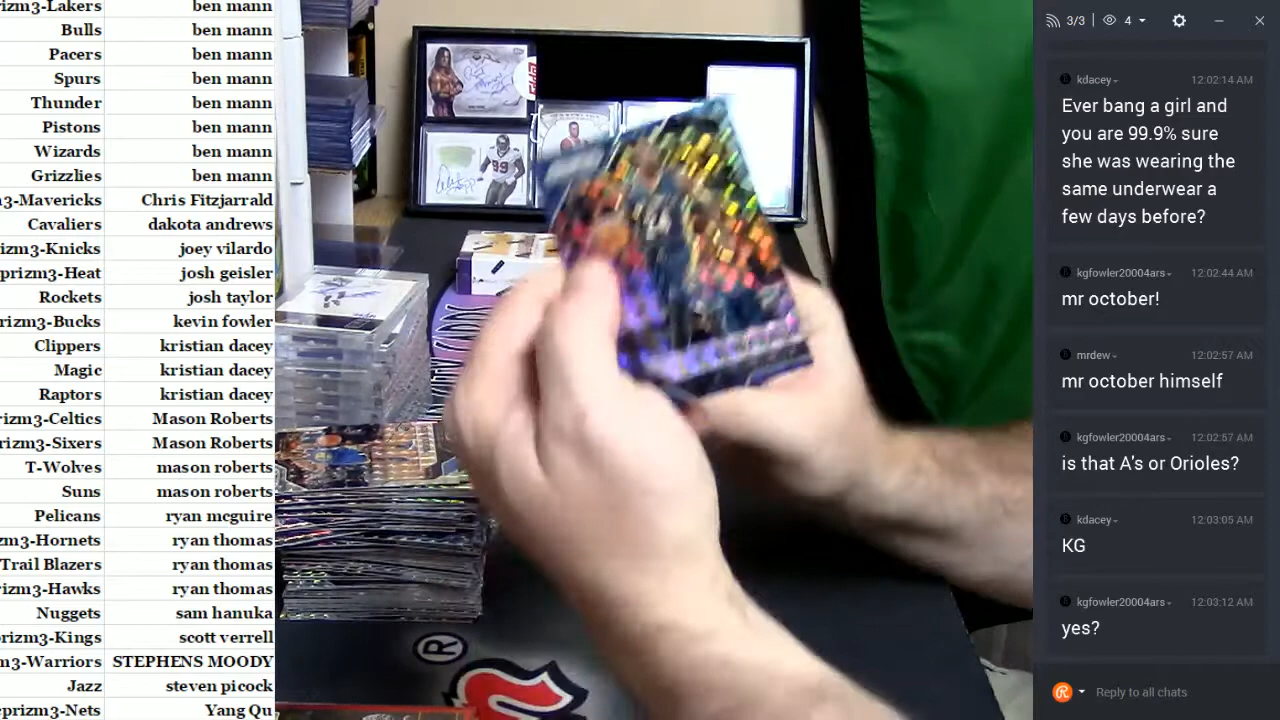 izm3-Lakers ben mann
Bulls ben mann
Pacers ben mann
Spurs ben mann
Thunder ben mann
Pistons ben mann
Wizards ben mann
Grizzlies ben mann
13-Mavericks Chris Fitzjarrald
Cavaliers dakota andrews
izm3-Knicks joey vilardo
prizm3-Heat josh geisler
Rockets josh taylor
rizm3-Bucks kevin fowler
Clippers kristian dacey
Magic kristian dacey
Raptors kristian dacey
rizm3-Celtics Mason Roberts
rizm3-Sixers Mason Roberts
T-Wolves mason roberts
Suns mason roberts
Pelicans ryan mcguire
zm3-Hornets ryan thomas
Trail Blazers ryan thomas
rizm3-Hawks ryan thomas
Nuggets sam hanuka
rizm3-Kings scott verrell
m3-Warriors STEPHENS MOODY
Jazz steven picock
prizm3-Nets Yang Qu
®
99
3/3 4
kdacey 12:02:14 AM
Ever bang a girl and
you are 99.9% sure
she was wearing the
same underwear a
few days before?
kgfowler20004ars 12:02:44 AM
mr october!
mrdew 12:02:57 AM
mr october himself
kgfowler20004ars 12:02:57 AM
is that A's or Orioles?
kdacey 12:03:05 AM
KG
kgfowler20004ars 12:03:12 AM
yes?
Reply to all chats